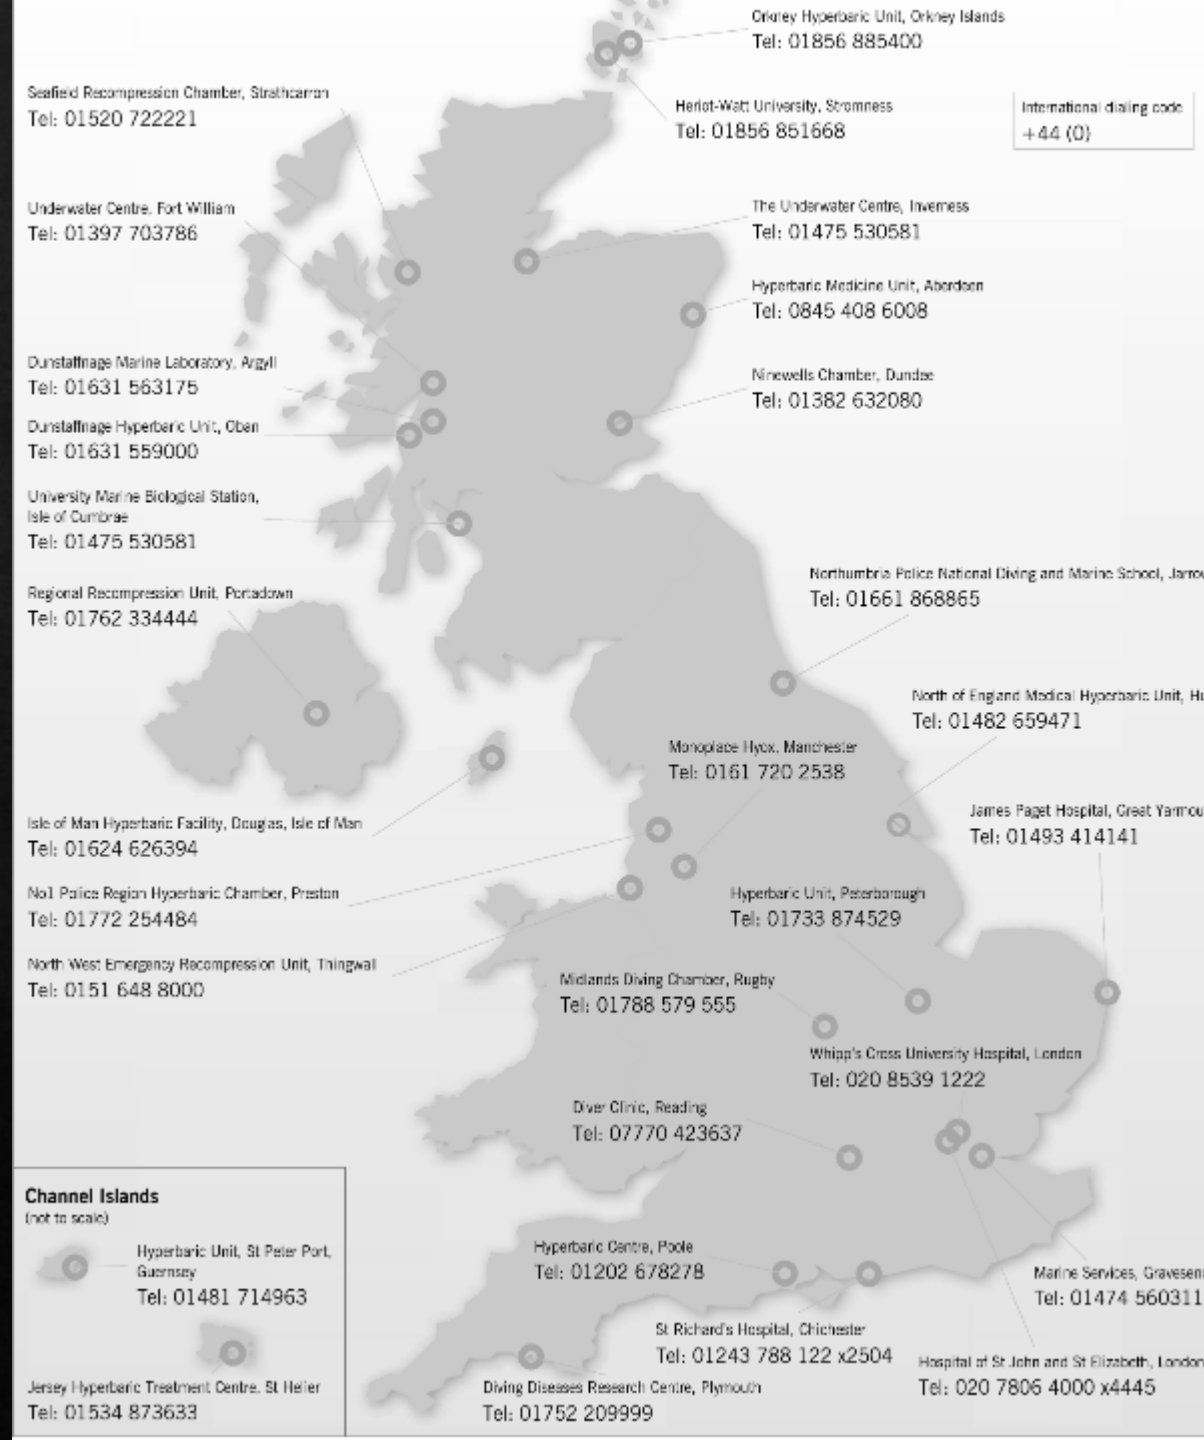 Orkney Hyperbaric Unit, Orkney Islands
Tel: 01856 885400
Seafield Recompression Chamber, Strathcarron
Tel: 01520 722221
Heriot-Watt University, Stromness
Tel: 01856 851668
International dialing code
+44 (0)
Underwater Centre, Fort William
Tel: 01397 703786
The Underwater Centre, Inverness
Tel: 01475 530581
Hyperbaric Medicine Unit, Aberdeen
Tel: 0845 408 6008
Dunstaffnage Marine Laboratory, Argyll
Tel: 01631 563175
Ninewells Chamber, Dundee
Tel: 01382 632080
Dunstaffnage Hyperbaric Unit, Oban
Tel: 01631 559000
University Marine Biological Station,
Isle of Cumbrae
Tel: 01475 530581
Regional Recompression Unit, Portadown
Tel: 01762 334444
Northumbria Police National Diving and Marine School, Jarrow
Tel: 01661 868865
North of England Medical Hyperbaric Unit,
Tel: 01482 659471
Monoplace Hyox, Manchester
Tel: 0161 720 2538
Isle of Man Hyperbaric Facility, Douglas, Isle of Man
Tel: 01624 626394
James Paget Hospital, Great Yarmou
Tel: 01493 414141
No1 Police Region Hyperbaric Chamber, Preston
Tel: 01772 254484
Hyperbaric Unit, Peterborough
Tel: 01733 874529
North West Emergency Recompression Unit, Thingwal
Tel: 0151 648 8000
Midlands Diving Chamber, Rugby
Tel: 01788 579 555
Whipp's Cross University Hospital, London
Tel: 020 8539 1222
Diver Clinic, Reading
Tel: 07770 423637
Channel Islands
(not to scale)
Hyperbaric Unit, St Peter Port,
Guernsey
Tel: 01481 714963
Hyperbaric Centre, Poole
Tel: 01202 678278
Marine Services, Gravesend
Tel: 01474 560311
St Richard's Hospital, Chichester
Tel: 01243 788 122 x2504
Hospital of St John and St Elizabeth, London
Tel: 020 7806 4000 x4445
Jersey Hyperbaric Treatment Centre. St Helier
Tel: 01534 873633
Diving Diseases Research Centre, Plymouth
Tel: 01752 209999